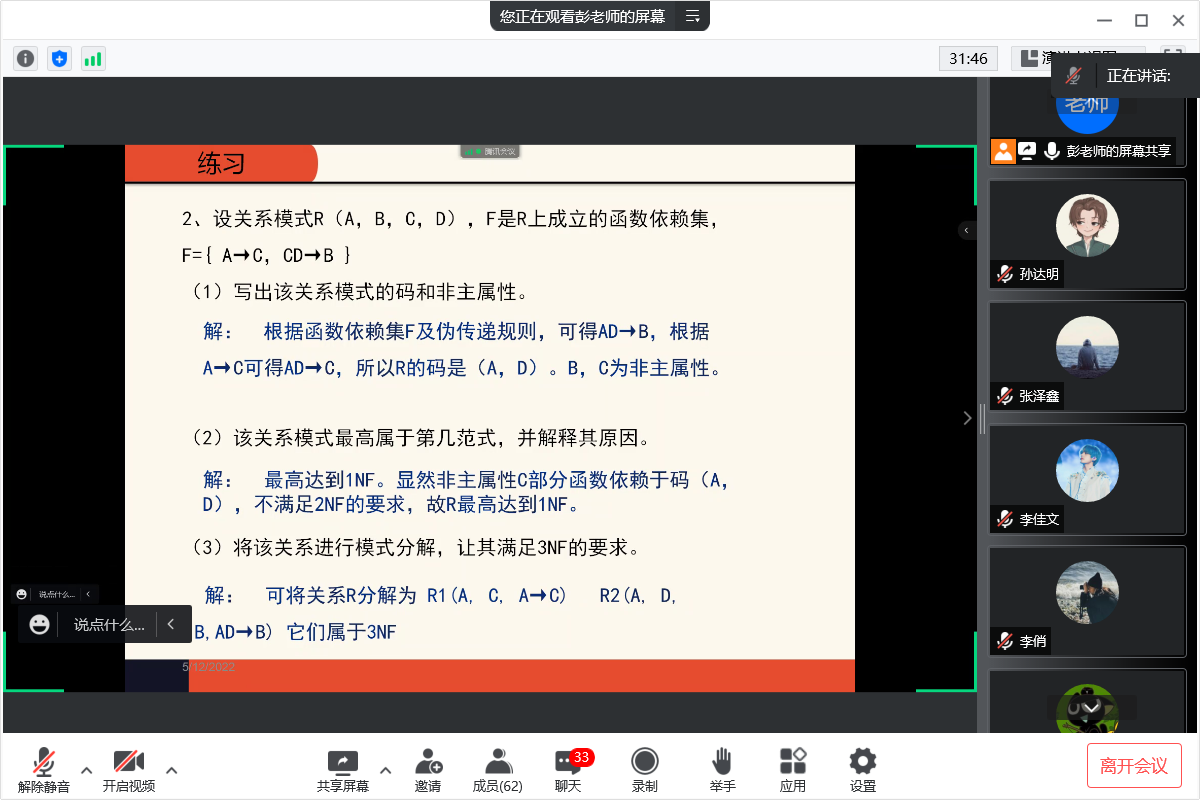 您正在观看彭老师的屏幕
31:46
正在讲话:
老师
彭老师的屏幕共享
腾讯会议
练习
2、设关系模式R（A，B，C，D），F是R上成立的函数依赖集，
F={ A→C，CD→B }
（1）写出该关系模式的码和非主属性。
解： 根据函数依赖集F及伪传递规则，可得AD→B，根据
A→C可得AD→C，所以R的码是（A，D）。B，C为非主属性。
（2）该关系模式最高属于第几范式，并解释其原因。
解： 最高达到1NF。显然非主属性C部分函数依赖于码（A，
D），不满足2NF的要求，故R最高达到1NF。
（3）将该关系进行模式分解，让其满足3NF的要求。
解： 可将关系R分解为 R1(A, C, A→C) R2(A, D,
B,AD→B) 它们属于3NF
5/12/2022
说点什么...
说点什么...
孙达明
张泽鑫
李佳文
李俏
解除静音
开启视频
共享屏幕
邀请
成员(62)
33
聊天
录制
举手
应用
设置
离开会议